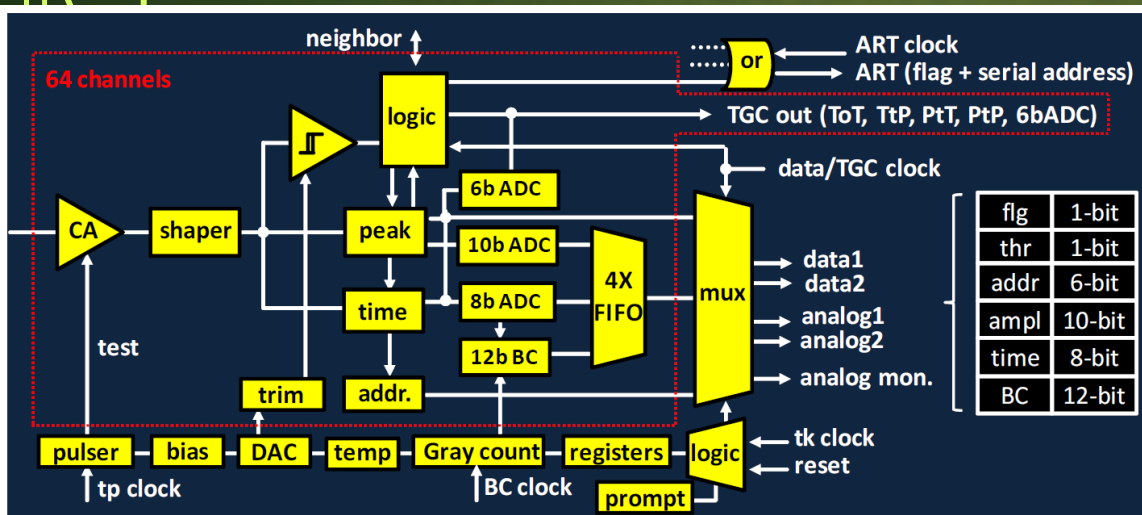 neighbor
ART clock
ART (flag + serial address)
or
64 channels
logic
TGC out (ToT, TtP, PtT, PtP, 6bADC)
data/TGC clock
6b ADC
CA
shaper
peak
10b ADC
4X
FIFO
mux
time
8b ADC
12b BC
data1
data2
analog1
analog2
analog mon.
test
trim
addr.
flg 1-bit
thr 1-bit
addr 6-bit
ampl 10-bit
time 8-bit
BC 12-bit
pulser
bias
DAC
temp
Gray count
registers
logic
tk clock
reset
tp clock
BC clock
prompt